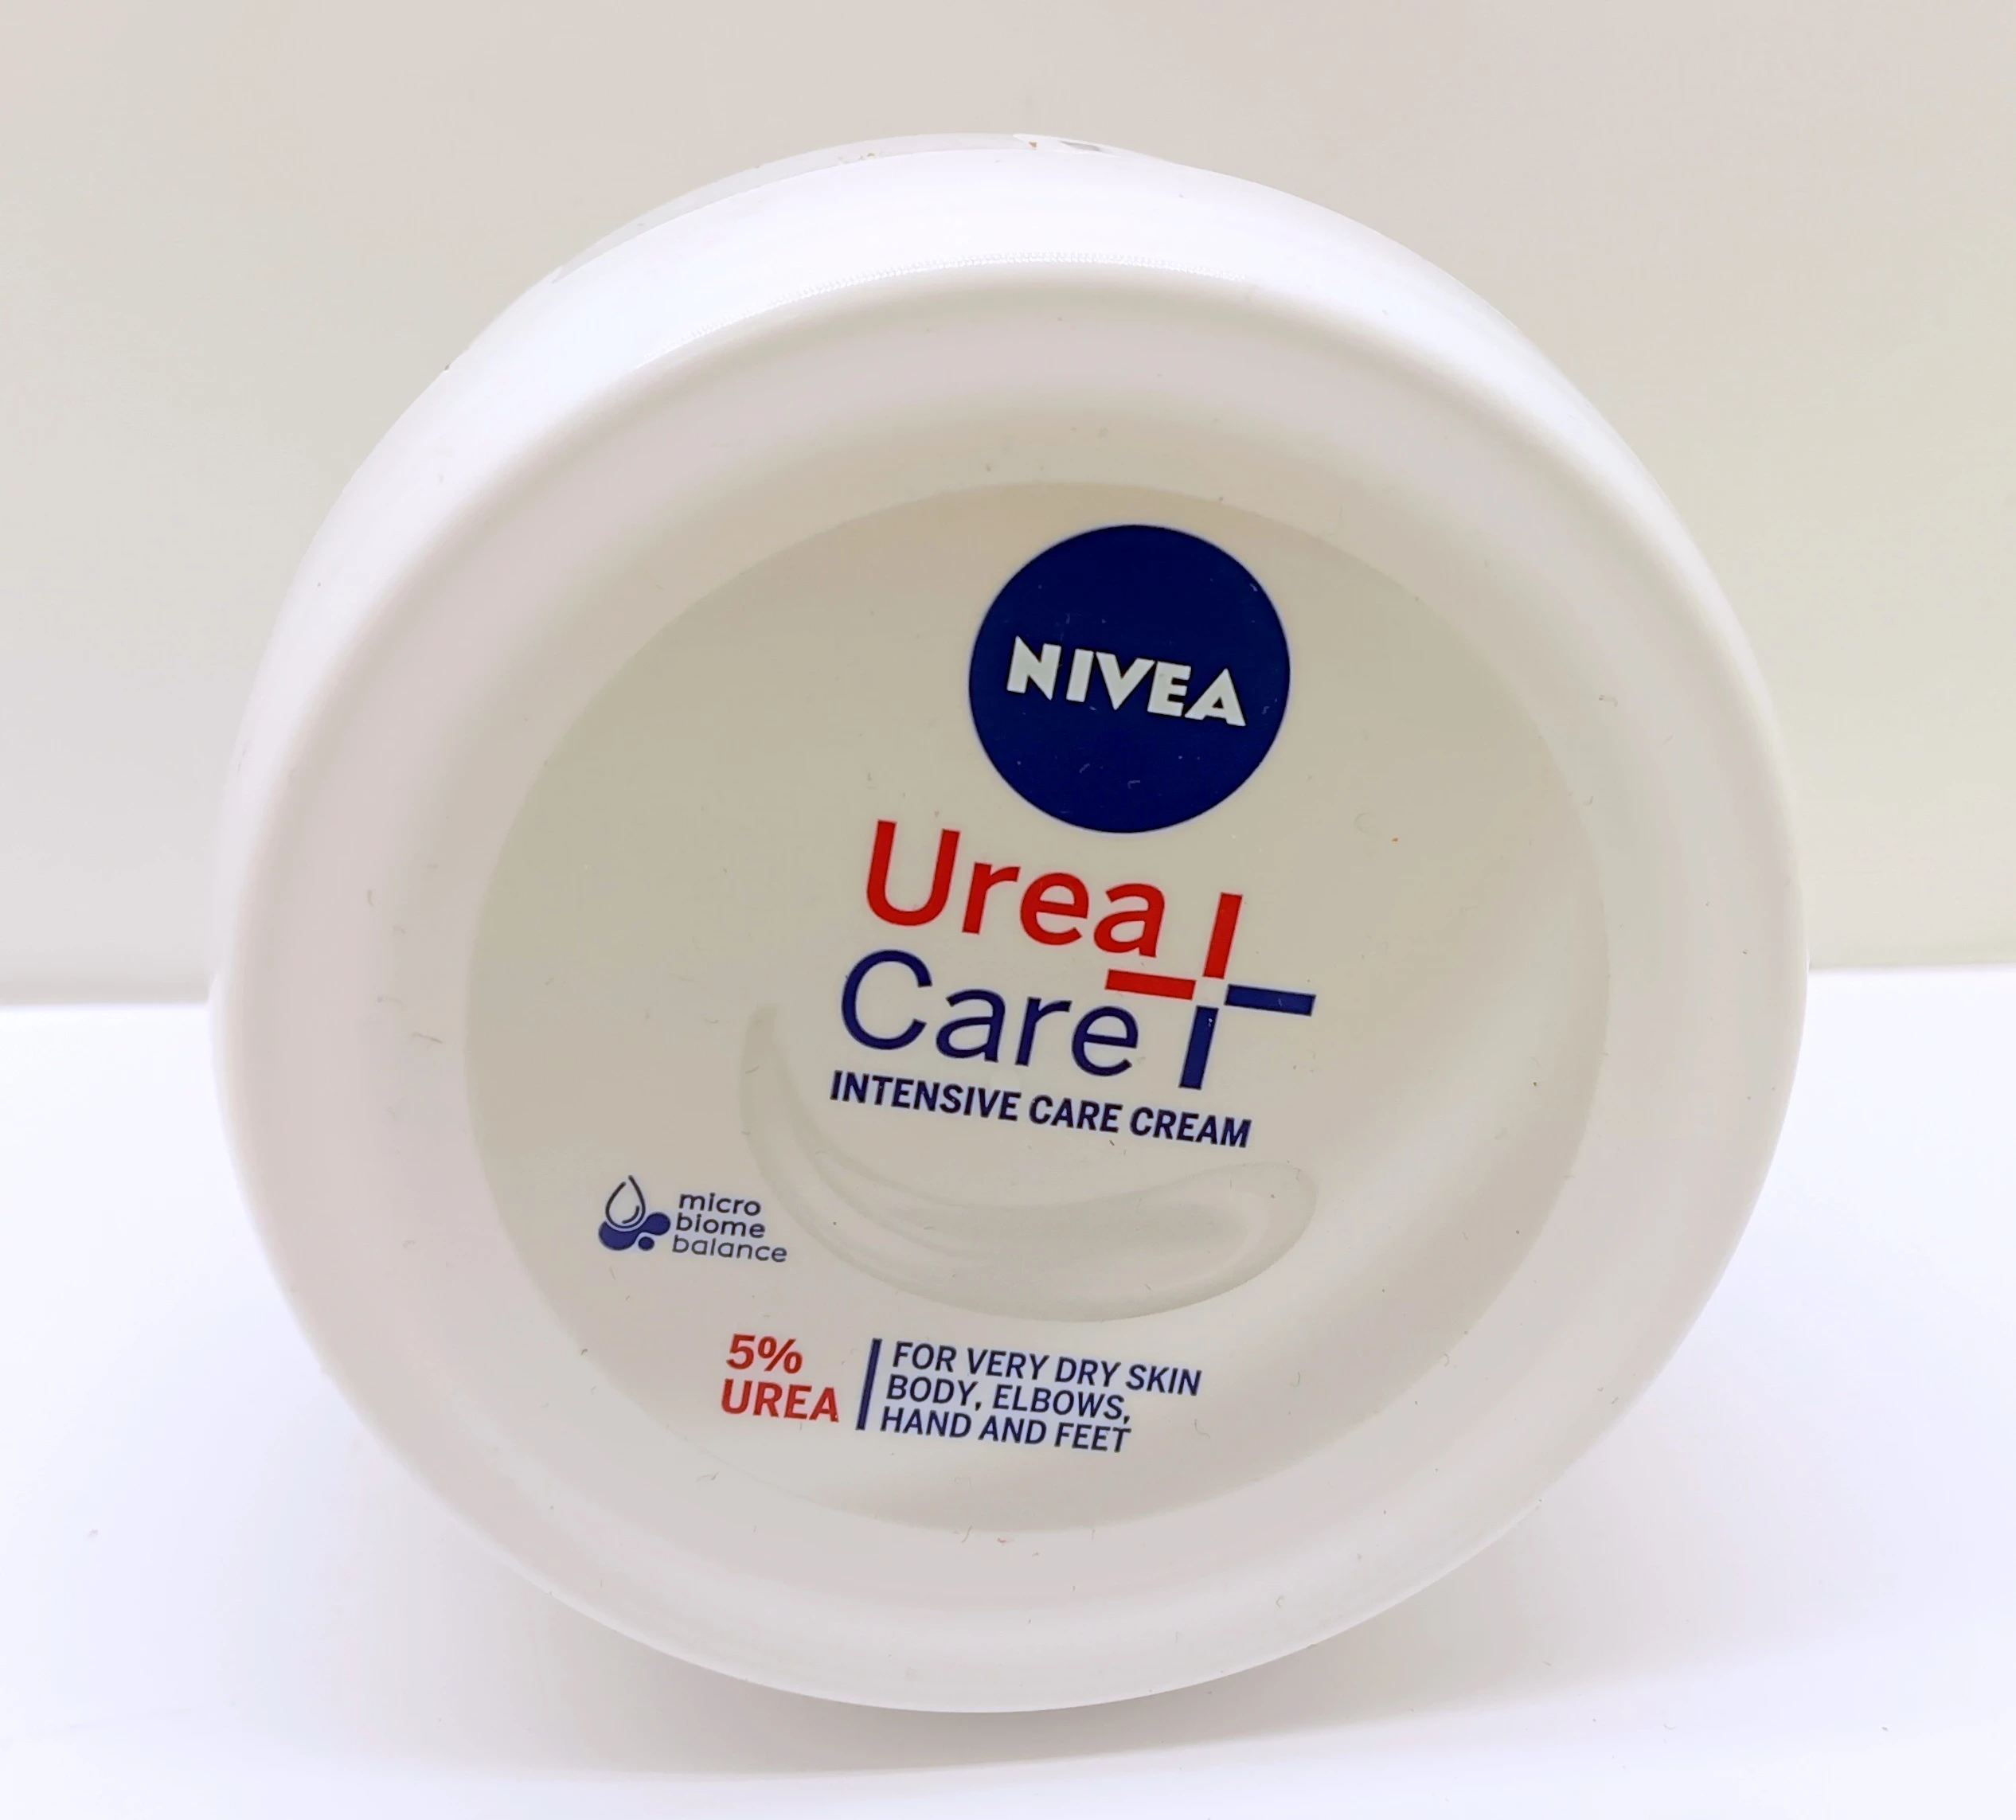 NIVEA
Urea
Care
INTENSIVE CARE CREAM
micro
biome
balance
5%
UREA
FOR VERY DRY SKIN
BODY, ELBOWS,
HAND AND FEET